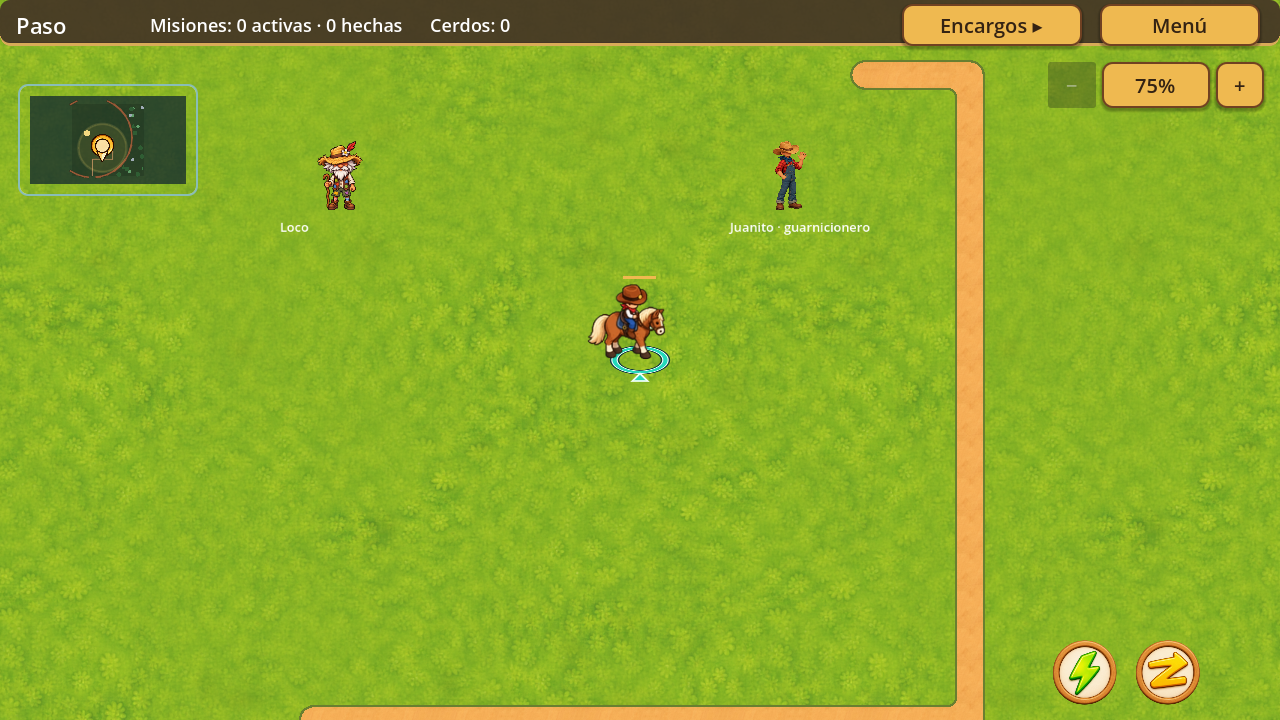 Paso
Misiones: 0 activas · 0 hechas
Cerdos: 0
Encargos ▸
Menú
−
75%
+
Loco
Juanito · guarnicionero